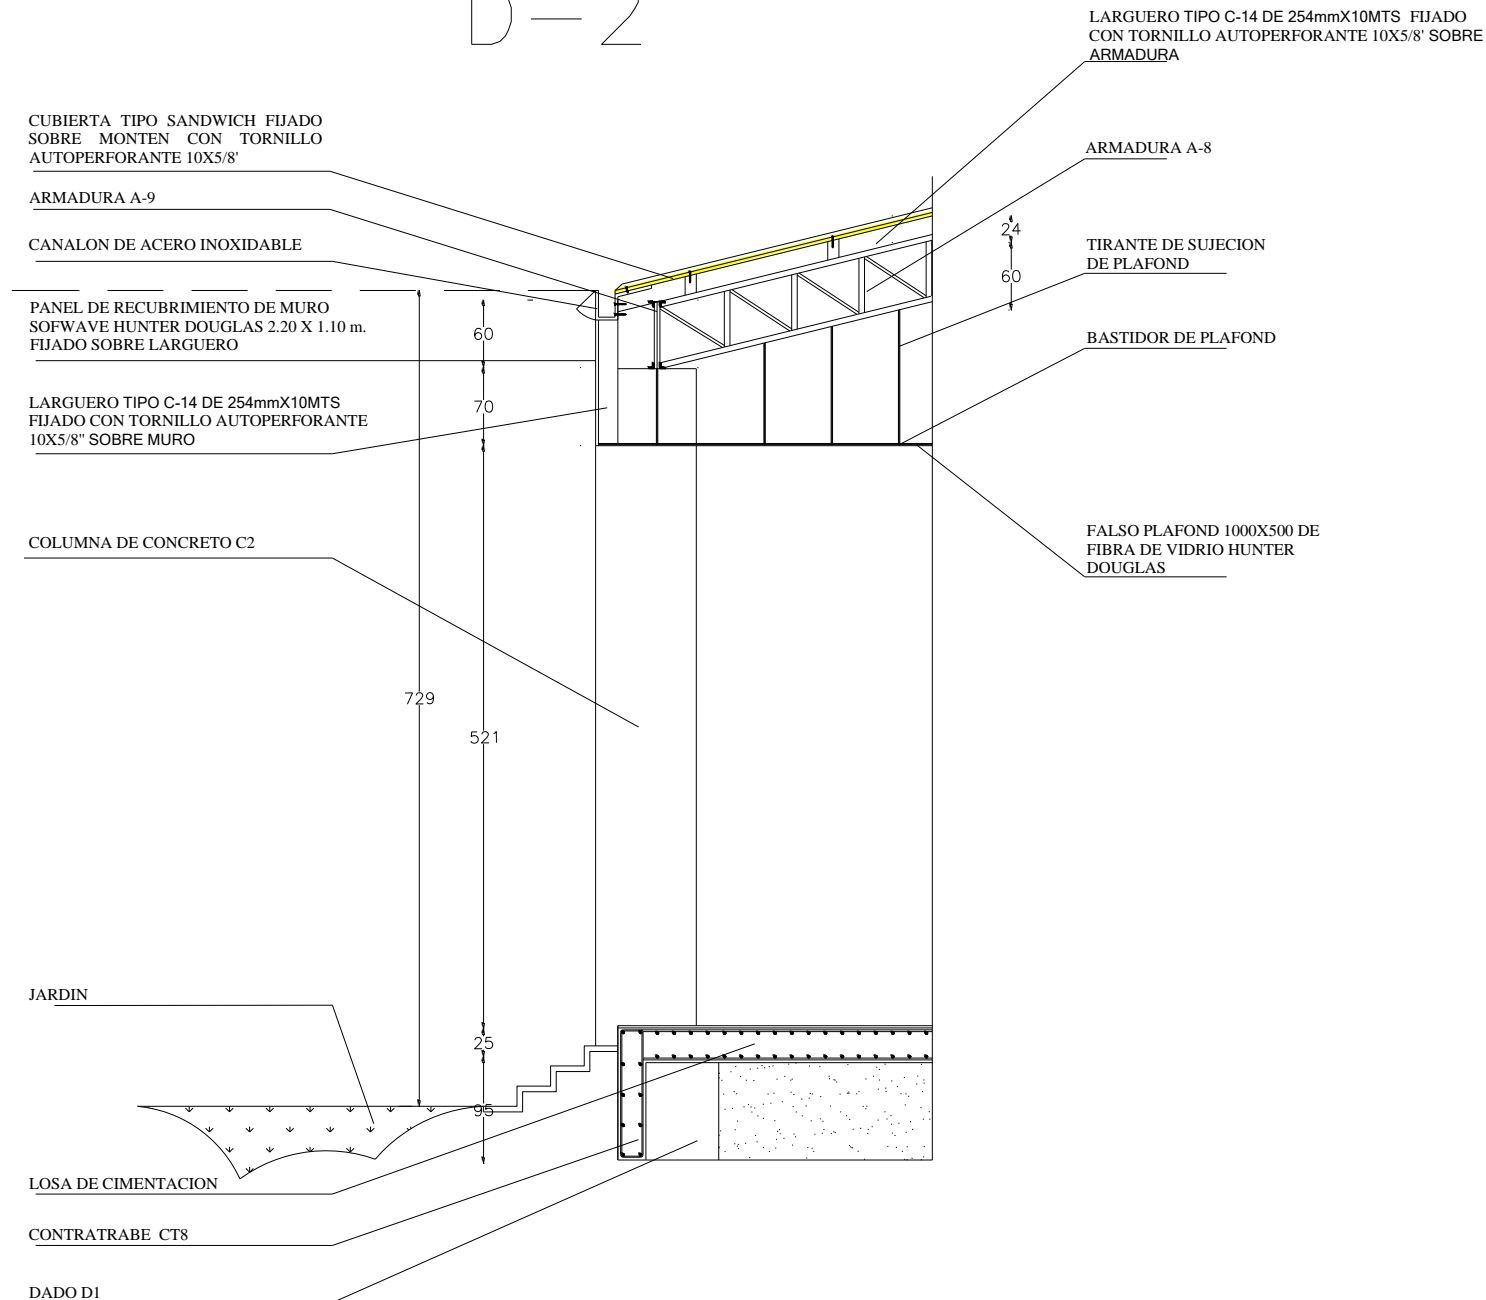 D-2
LARGUERO TIPO C-14 DE 254mmX10MTS FIJADO
CON TORNILLO AUTOPERFORANTE 10X5/8' SOBRE
ARMADURA
CUBIERTA TIPO SANDWICH FIJADO
SOBRE MONTEN CON TORNILLO
AUTOPERFORANTE 10X5/8'
ARMADURA A-8
ARMADURA A-9
CANALON DE ACERO INOXIDABLE
24
TIRANTE DE SUJECION
DE PLAFOND
60
PANEL DE RECUBRIMIENTO DE MURO
SOFWAVE HUNTER DOUGLAS 2.20 X 1.10 m.
FIJADO SOBRE LARGUERO
60
BASTIDOR DE PLAFOND
LARGUERO TIPO C-14 DE 254mmX10MTS
FIJADO CON TORNILLO AUTOPERFORANTE
10X5/8" SOBRE MURO
70
FALSO PLAFOND 1000X500 DE
FIBRA DE VIDRIO HUNTER
DOUGLAS
COLUMNA DE CONCRETO C2
729
521
JARDIN
25
95
LOSA DE CIMENTACION
CONTRATRABE CT8
DADO D1